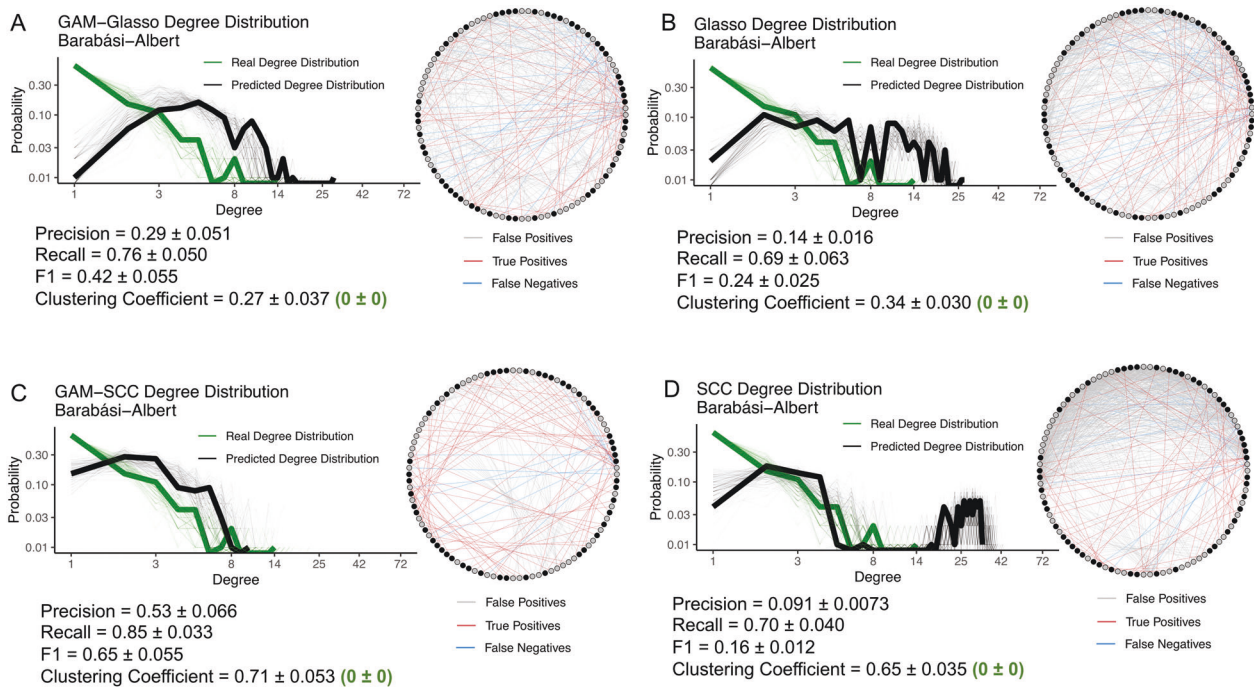 A
GAM–Glasso Degree Distribution
Barabási–Albert
Real Degree Distribution
Predicted Degree Distribution
Probability
0.30
0.10
0.03
0.01
1 3 8 14 25 42 72
Degree
Precision = 0.29 ± 0.051
Recall = 0.76 ± 0.050
F1 = 0.42 ± 0.055
Clustering Coefficient = 0.27 ± 0.037 (0 ± 0)
False Positives
True Positives
False Negatives
B
Glasso Degree Distribution
Barabási–Albert
Real Degree Distribution
Predicted Degree Distribution
Probability
0.30
0.10
0.03
0.01
1 3 8 14 25 42 72
Degree
Precision = 0.14 ± 0.016
Recall = 0.69 ± 0.063
F1 = 0.24 ± 0.025
Clustering Coefficient = 0.34 ± 0.030 (0 ± 0)
False Positives
True Positives
False Negatives
C
GAM–SCC Degree Distribution
Barabási–Albert
Real Degree Distribution
Predicted Degree Distribution
Probability
0.30
0.10
0.03
0.01
1 3 8 14 25 42 72
Degree
Precision = 0.53 ± 0.066
Recall = 0.85 ± 0.033
F1 = 0.65 ± 0.055
Clustering Coefficient = 0.71 ± 0.053 (0 ± 0)
False Positives
True Positives
False Negatives
D
SCC Degree Distribution
Barabási–Albert
Real Degree Distribution
Predicted Degree Distribution
Probability
0.30
0.10
0.03
0.01
1 3 8 14 25 42 72
Degree
Precision = 0.091 ± 0.0073
Recall = 0.70 ± 0.040
F1 = 0.16 ± 0.012
Clustering Coefficient = 0.65 ± 0.035 (0 ± 0)
False Positives
True Positives
False Negatives